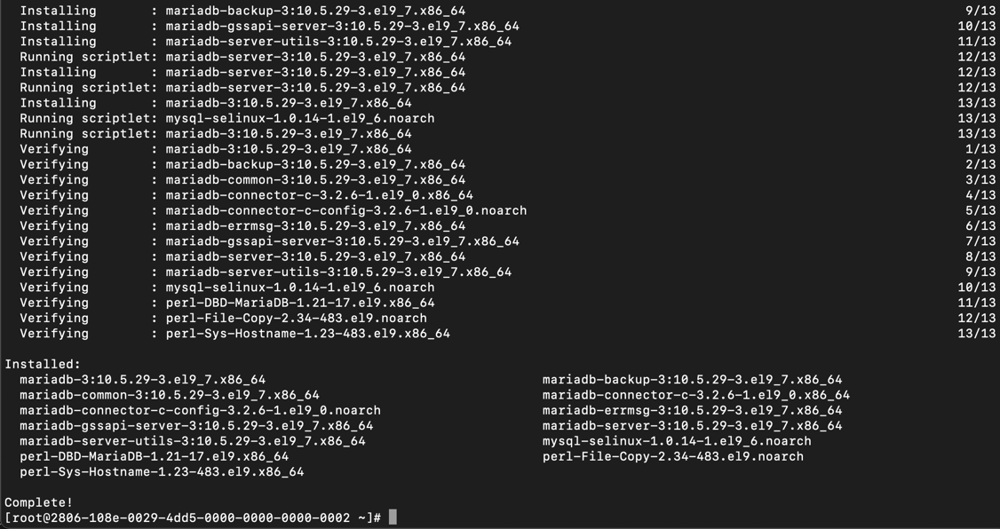 Installing       : mariadb-backup-3:10.5.29-3.el9_7.x86_64 9/13
Installing       : mariadb-gssapi-server-3:10.5.29-3.el9_7.x86_64 10/13
Installing       : mariadb-server-utils-3:10.5.29-3.el9_7.x86_64 11/13
Running scriptlet: mariadb-server-3:10.5.29-3.el9_7.x86_64 12/13
Installing       : mariadb-server-3:10.5.29-3.el9_7.x86_64 12/13
Running scriptlet: mariadb-server-3:10.5.29-3.el9_7.x86_64 12/13
Installing       : mariadb-3:10.5.29-3.el9_7.x86_64 13/13
Running scriptlet: mysql-selinux-1.0.14-1.el9_6.noarch 13/13
Running scriptlet: mariadb-3:10.5.29-3.el9_7.x86_64 13/13
Verifying        : mariadb-3:10.5.29-3.el9_7.x86_64 1/13
Verifying        : mariadb-backup-3:10.5.29-3.el9_7.x86_64 2/13
Verifying        : mariadb-common-3:10.5.29-3.el9_7.x86_64 3/13
Verifying        : mariadb-connector-c-3.2.6-1.el9_0.x86_64 4/13
Verifying        : mariadb-connector-c-config-3.2.6-1.el9_0.noarch 5/13
Verifying        : mariadb-errmsg-3:10.5.29-3.el9_7.x86_64 6/13
Verifying        : mariadb-gssapi-server-3:10.5.29-3.el9_7.x86_64 7/13
Verifying        : mariadb-server-3:10.5.29-3.el9_7.x86_64 8/13
Verifying        : mariadb-server-utils-3:10.5.29-3.el9_7.x86_64 9/13
Verifying        : mysql-selinux-1.0.14-1.el9_6.noarch 10/13
Verifying        : perl-DBD-MariaDB-1.21-17.el9.x86_64 11/13
Verifying        : perl-File-Copy-2.34-483.el9.noarch 12/13
Verifying        : perl-Sys-Hostname-1.23-483.el9.x86_64 13/13
Installed:
mariadb-3:10.5.29-3.el9_7.x86_64 mariadb-backup-3:10.5.29-3.el9_7.x86_64
mariadb-common-3:10.5.29-3.el9_7.x86_64 mariadb-connector-c-3.2.6-1.el9_0.x86_64
mariadb-connector-c-config-3.2.6-1.el9_0.noarch mariadb-errmsg-3:10.5.29-3.el9_7.x86_64
mariadb-gssapi-server-3:10.5.29-3.el9_7.x86_64 mariadb-server-3:10.5.29-3.el9_7.x86_64
mariadb-server-utils-3:10.5.29-3.el9_7.x86_64 mysql-selinux-1.0.14-1.el9_6.noarch
perl-DBD-MariaDB-1.21-17.el9.x86_64 perl-File-Copy-2.34-483.el9.noarch
perl-Sys-Hostname-1.23-483.el9.x86_64
Complete!
[root@2806-108e-0029-4dd5-0000-0000-0000-0002 ~]#